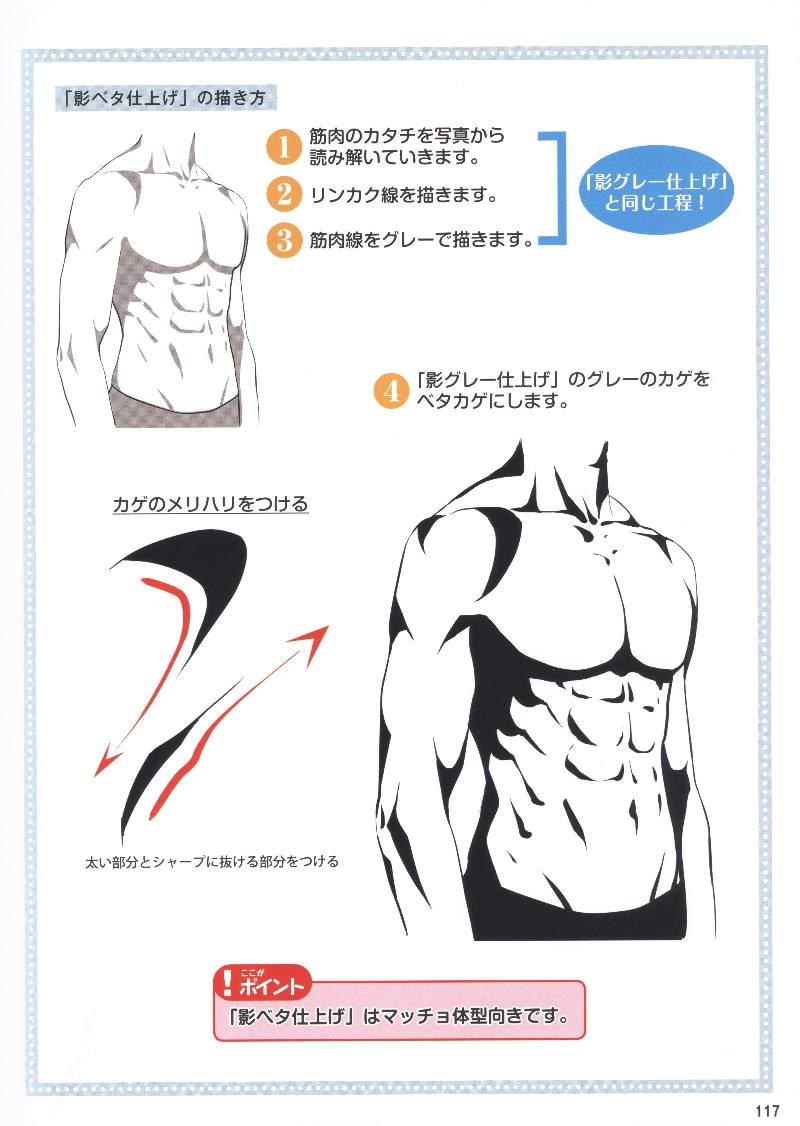 「影ベタ仕上げ」の描き方
1 筋肉のカタチを写真から
読み解いていきます。
2 リンカク線を描きます。
3 筋肉線をグレーで描きます。
「影グレー仕上げ」
と同じ工程！
4 「影グレー仕上げ」のグレーのカゲを
ベタカゲにします。
カゲのメリハリをつける
太い部分とシャープに抜ける部分をつける
ここが
! ポイント
「影ベタ仕上げ」はマッチョ体型向きです。
117